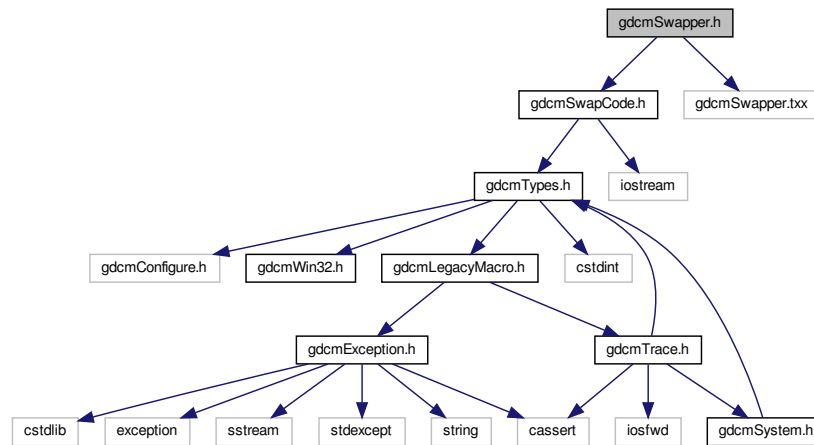 gdcmSwapper.h
gdcmSwapCode.h
gdcmSwapper.txx
gdcmTypes.h
iostream
gdcmConfigure.h
gdcmWin32.h
gdcmLegacyMacro.h
cstdint
gdcmException.h
gdcmTrace.h
cstdlib
exception
sstream
stdexcept
string
cassert
iosfwd
gdcmSystem.h